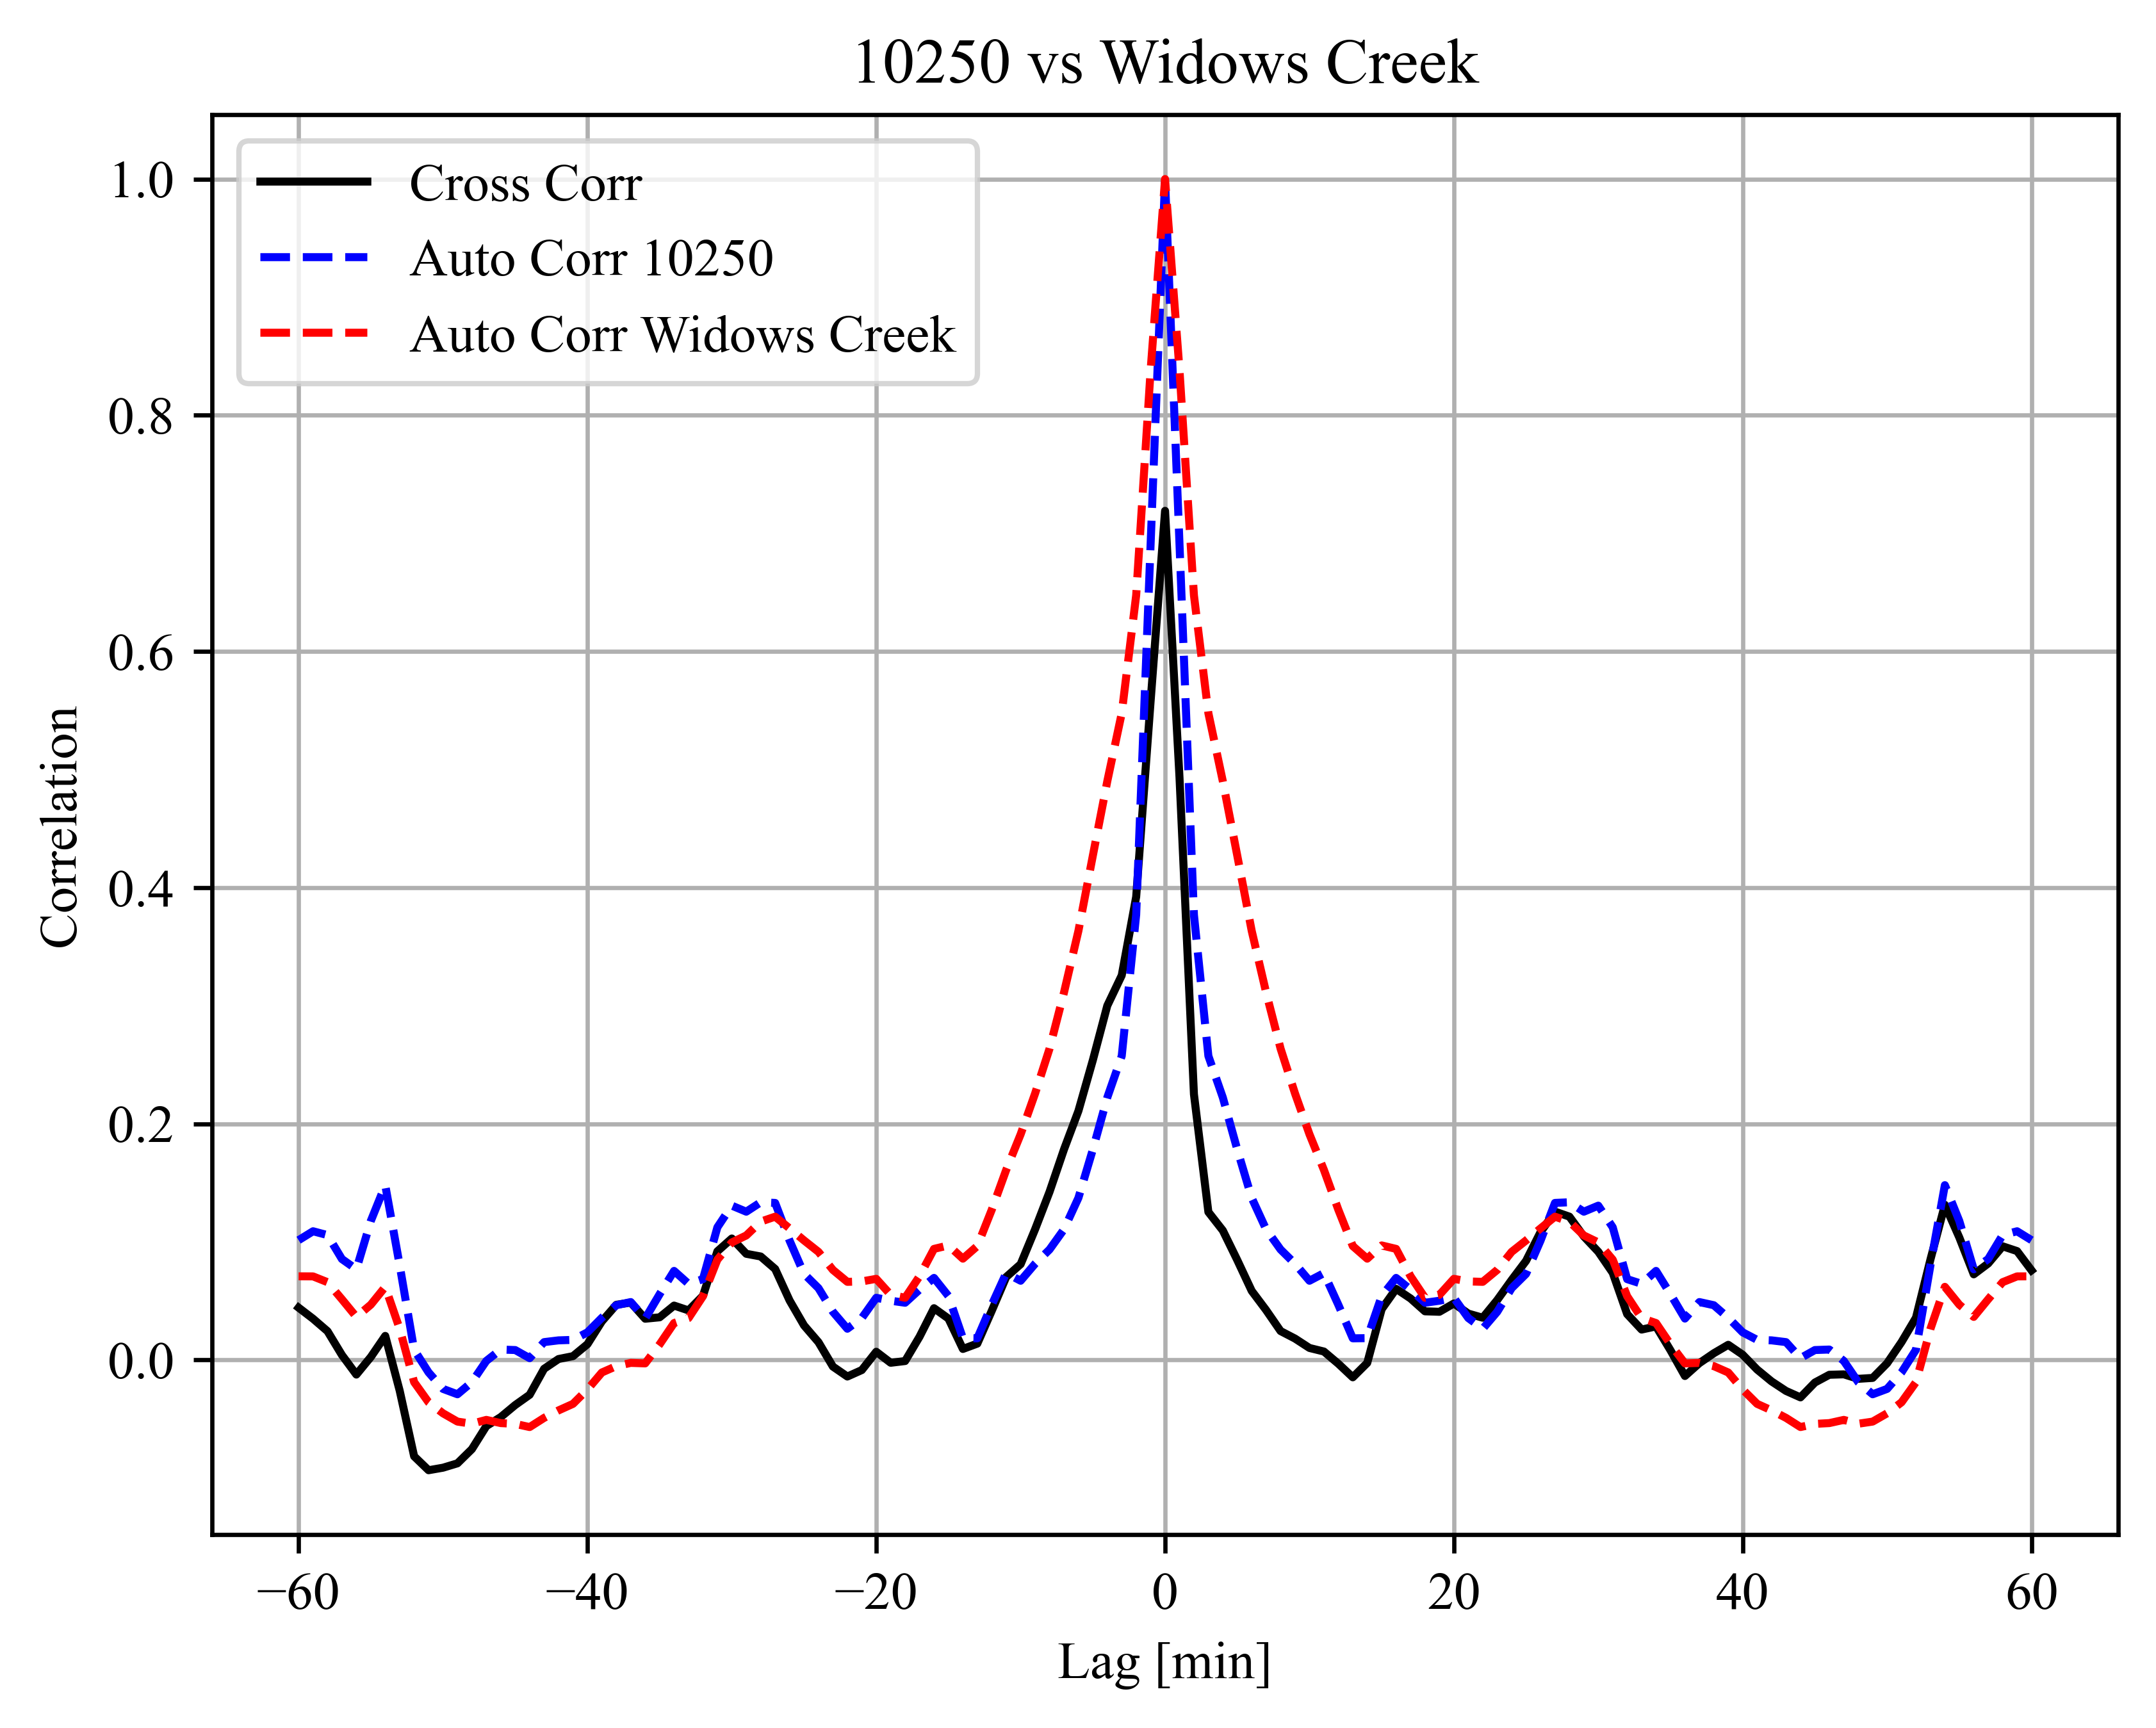 10250 vs Widows Creek
Cross Corr
Auto Corr 10250
Auto Corr Widows Creek
1.0
0.8
0.6
0.4
0.2
0.0
Correlation
−60 −40 −20 0 20 40 60
Lag [min]